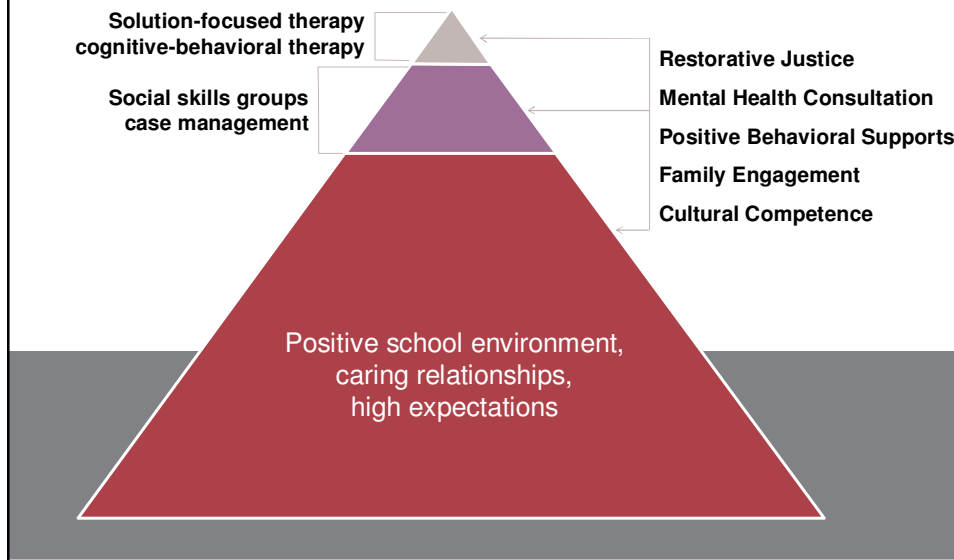 Solution-focused therapy
cognitive-behavioral therapy
Social skills groups
case management
Restorative Justice
Mental Health Consultation
Positive Behavioral Supports
Family Engagement
Cultural Competence
Positive school environment,
caring relationships,
high expectations